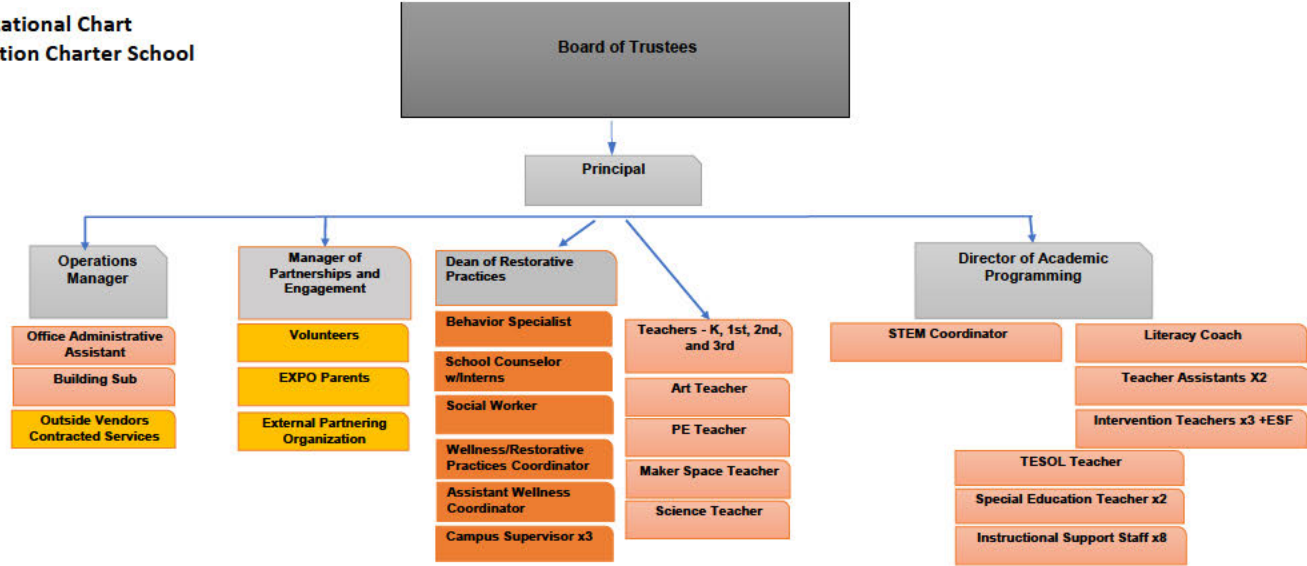 ational Chart
tion Charter School
Board of Trustees
Principal
Operations
Manager
Office Administrative
Assistant
Building Sub
Outside Vendors
Contracted Services
Manager of
Partnerships and
Engagement
Volunteers
EXPO Parents
External Partnering
Organization
Dean of Restorative
Practices
Behavior Specialist
School Counselor
w/Interns
Social Worker
Wellness/Restorative
Practices Coordinator
Assistant Wellness
Coordinator
Campus Supervisor x3
Teachers - K, 1st, 2nd,
and 3rd
Art Teacher
PE Teacher
Maker Space Teacher
Science Teacher
Director of Academic
Programming
STEM Coordinator
Literacy Coach
Teacher Assistants X2
Intervention Teachers x3 +ESF
TESOL Teacher
Special Education Teacher x2
Instructional Support Staff x8